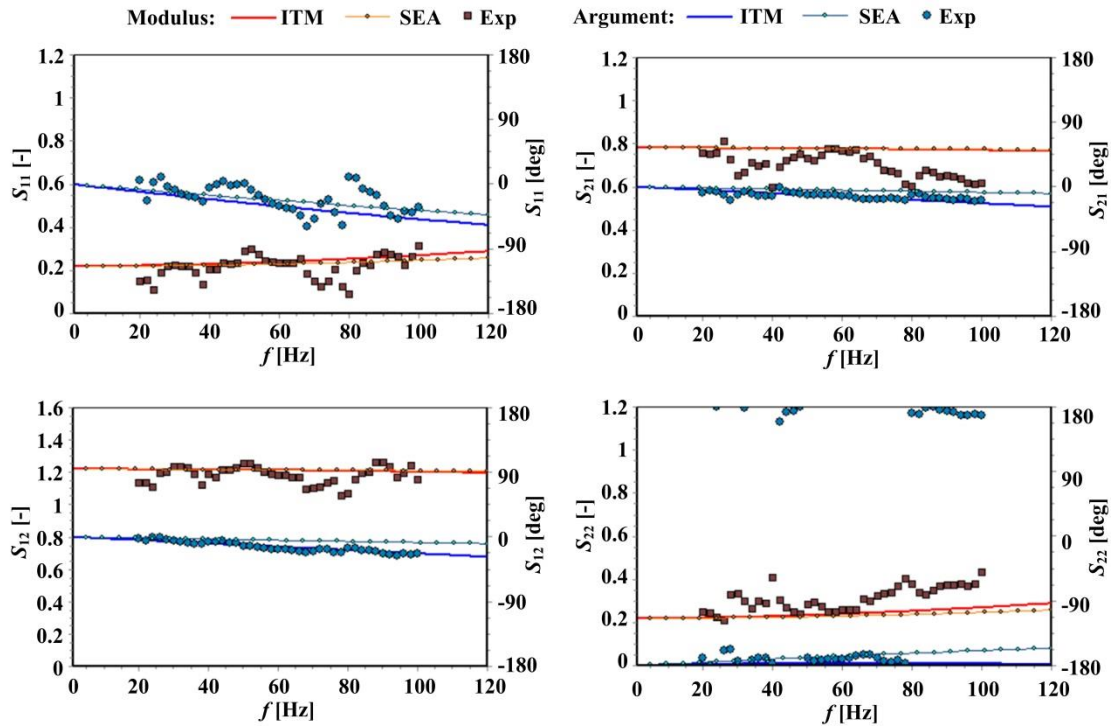 Modulus: ITM SEA Exp Argument: ITM SEA Exp
1.2 180
1
90
0.8
0.6 0
0.4
-90
0.2
0 -180
0 20 40 60 80 100 120
S11 [-]
S11 [deg]
f [Hz]
1.2 180
1
90
0.8
0.6 0
0.4
-90
0.2
0 -180
0 20 40 60 80 100 120
S21 [-]
S21 [deg]
f [Hz]
1.6 180
1.4
1.2 90
1
0.8 0
0.6
0.4 -90
0.2
0 -180
0 20 40 60 80 100 120
S12 [-]
S12 [deg]
f [Hz]
1.2 180
1
90
0.8
0.6 0
0.4
-90
0.2
0 -180
0 20 40 60 80 100 120
S22 [-]
S22 [deg]
f [Hz]